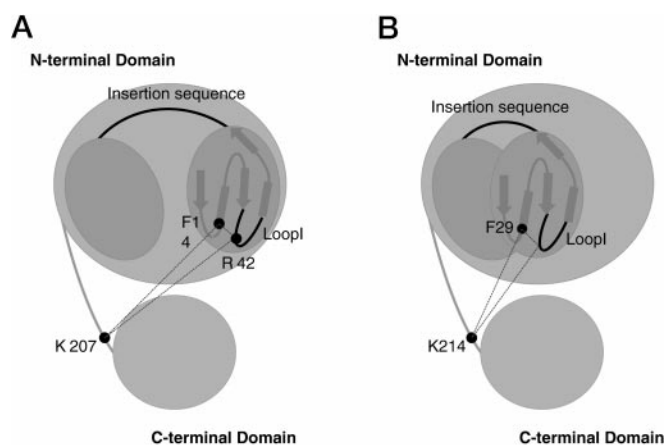 A
N-terminal Domain
Insertion sequence
F1
4
LoopI
R 42
K 207
C-terminal Domain
B
N-terminal Domain
Insertion sequence
F29
LoopI
K214
C-terminal Domain